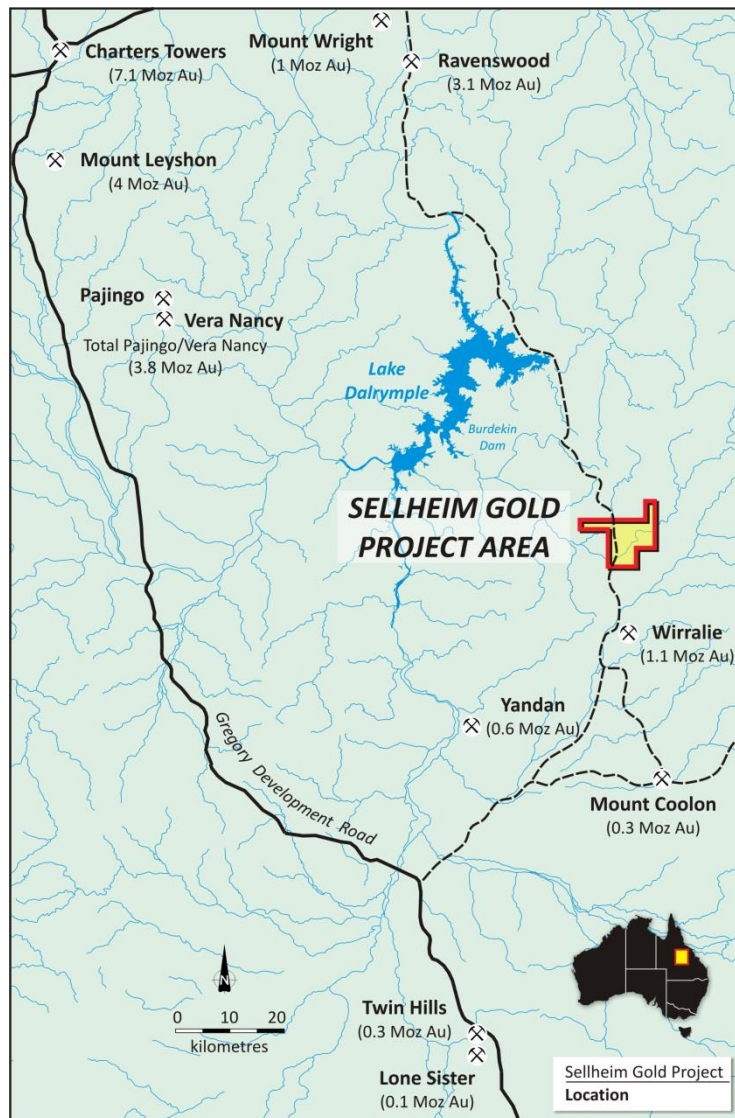 Mount Wright
(1 Moz Au)
Charters Towers
(7.1 Moz Au)
Ravenswood
(3.1 Moz Au)
Mount Leyshon
(4 Moz Au)
Pajingo
Vera Nancy
Total Pajingo/Vera Nancy
(3.8 Moz Au)
Lake
Dalrymple
Burdekin
Dam
SELLHEIM GOLD
PROJECT AREA
Wirralie
(1.1 Moz Au)
Yandan
(0.6 Moz Au)
Gregory Development Road
Mount Coolon
(0.3 Moz Au)
N
0 10 20
kilometres
Twin Hills
(0.3 Moz Au)
Lone Sister
(0.1 Moz Au)
Sellheim Gold Project
Location